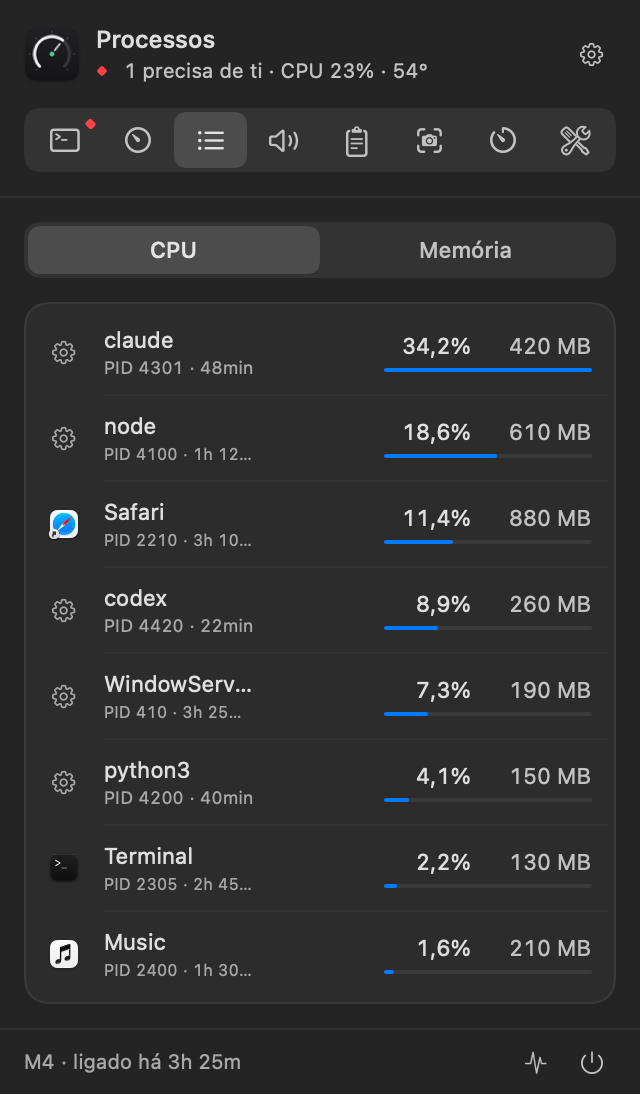 Processos
1 precisa de ti · CPU 23% · 54°
CPU
Memória
claude
34,2%
420 MB
PID 4301 · 48min
node
18,6%
610 MB
PID 4100 · 1h 12...
Safari
11,4%
880 MB
PID 2210 · 3h 10...
codex
8,9%
260 MB
PID 4420 · 22min
WindowServ...
7,3%
190 MB
PID 410 · 3h 25...
python3
4,1%
150 MB
PID 4200 · 40min
Terminal
2,2%
130 MB
PID 2305 · 2h 45...
Music
1,6%
210 MB
PID 2400 · 1h 30...
M4 · ligado há 3h 25m